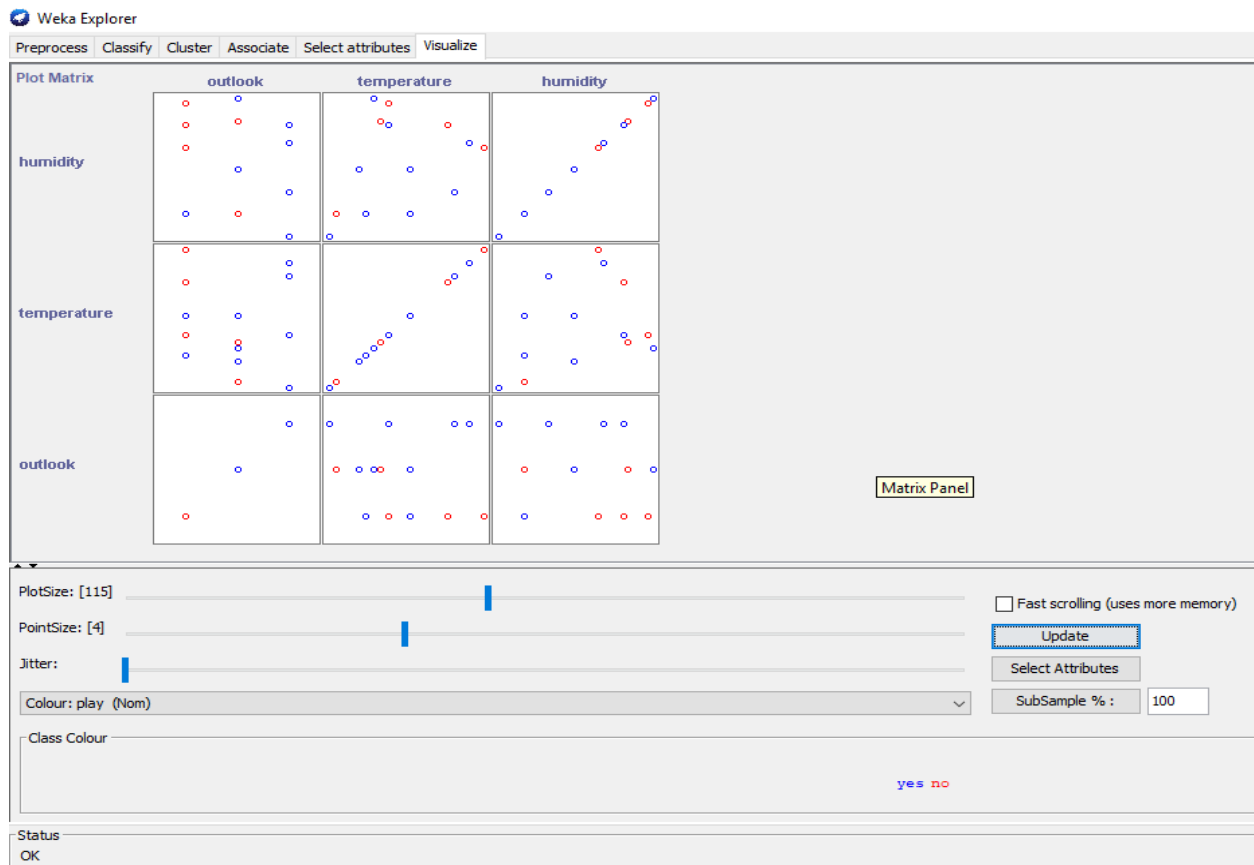 Weka Explorer
Preprocess Classify Cluster Associate Select attributes Visualize
Plot Matrix outlook temperature humidity
humidity
temperature
outlook
Matrix Panel
PlotSize: [115]
Fast scrolling (uses more memory)
PointSize: [4]
Update
Jitter:
Select Attributes
Colour: play (Nom)
SubSample % : 100
Class Colour
yes no
Status
OK